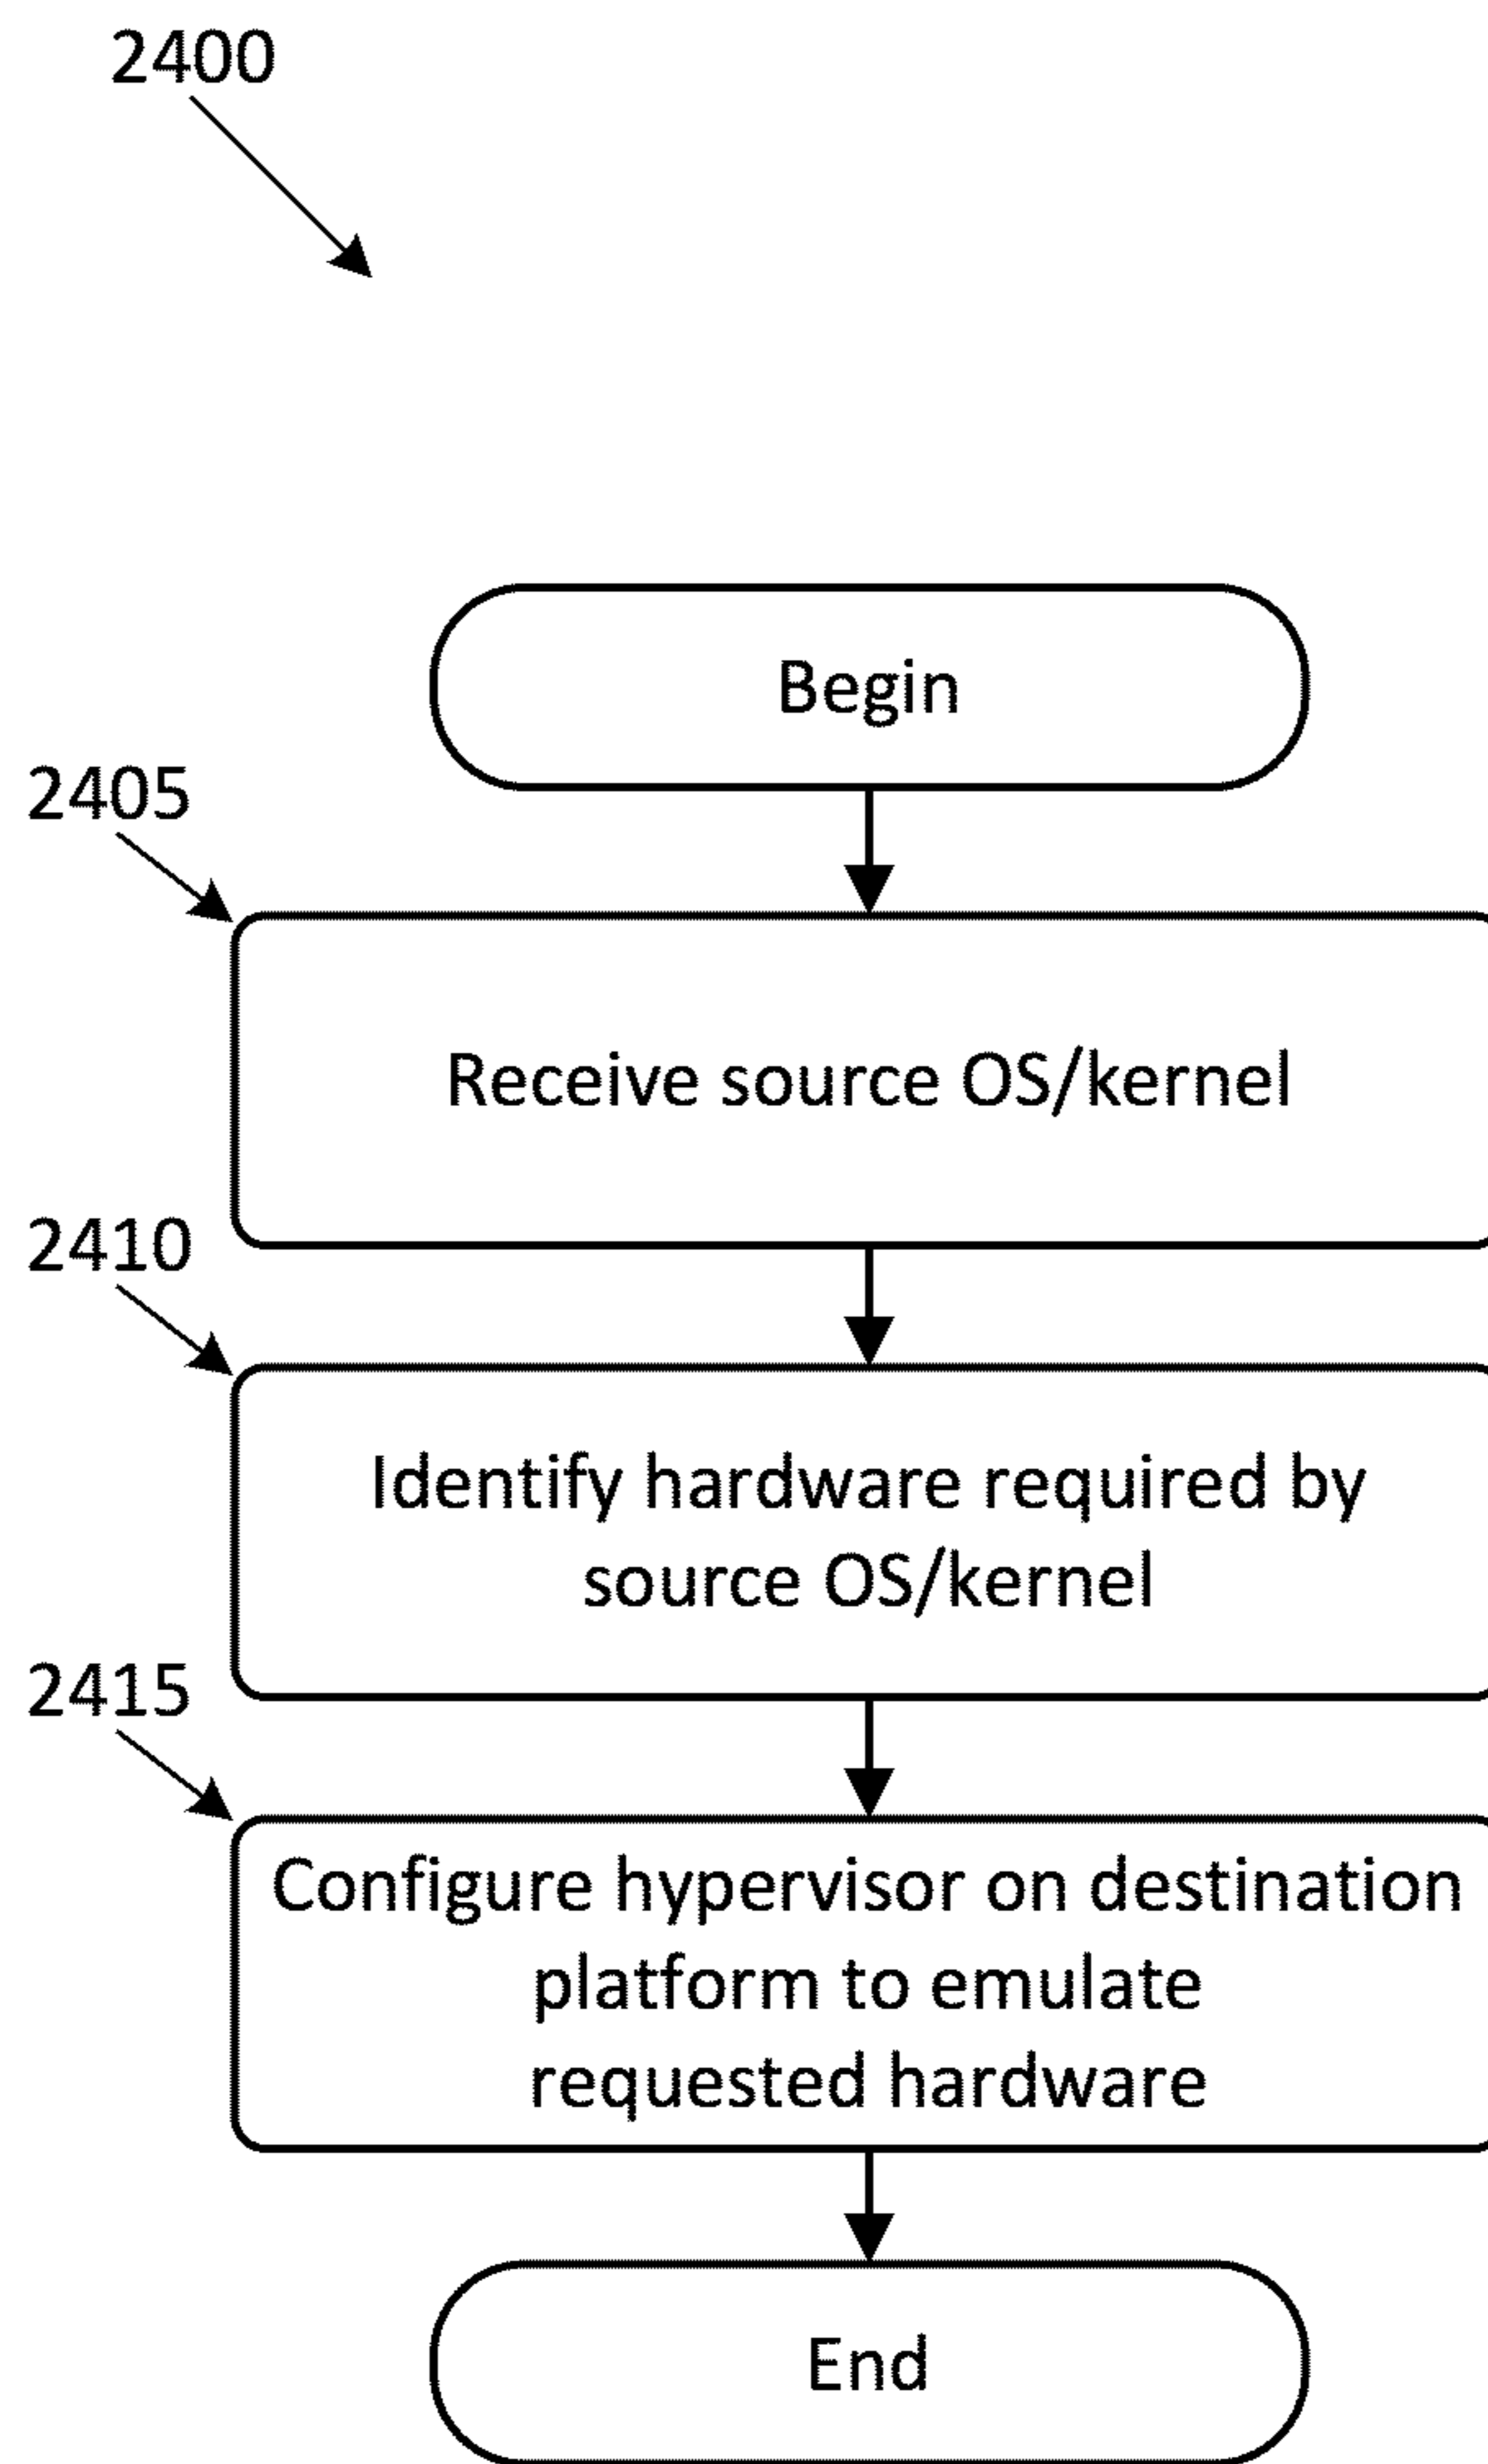 2400
Begin
2405
Receive source OS/kernel
2410
Identify hardware required by
source OS/kernel
2415
Configure hypervisor on destination
platform to emulate
requested hardware
End